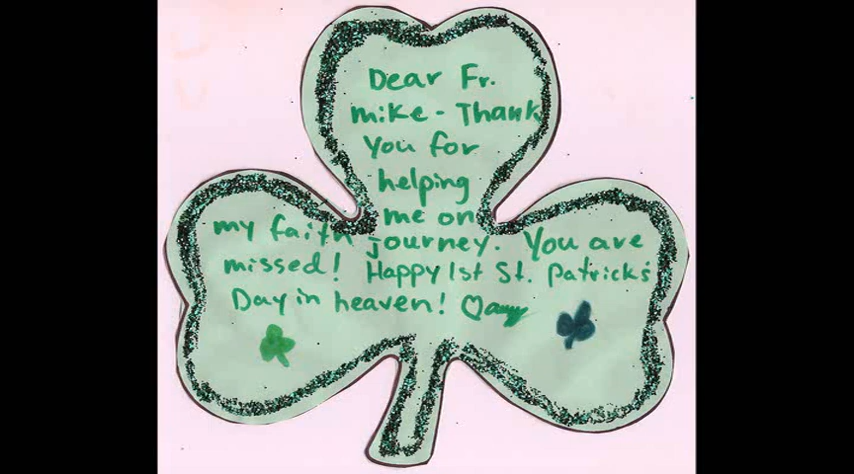 Dear Fr.
mike - Thank
You for
helping
me on
my faith journey. You are
missed! Happy 1st St. Patrick's
Day in heaven! ♡amy